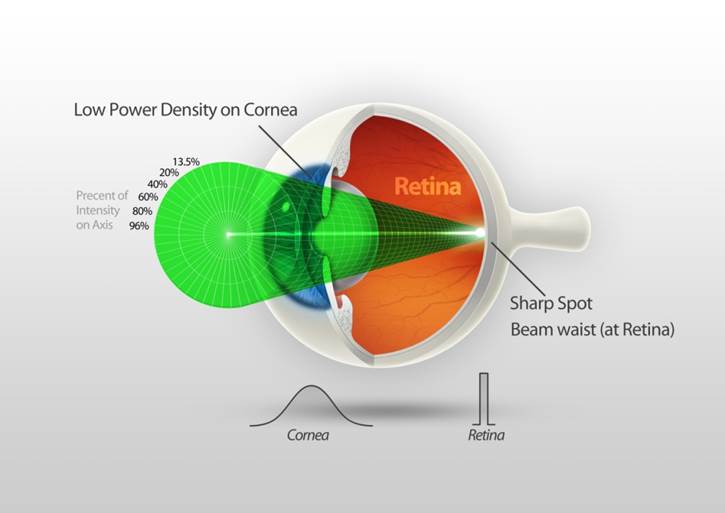 Low Power Density on Cornea
13.5%
20%
40%
60%
80%
96%
Precent of
Intensity
on Axis
Retina
Sharp Spot
Beam waist (at Retina)
Cornea
Retina